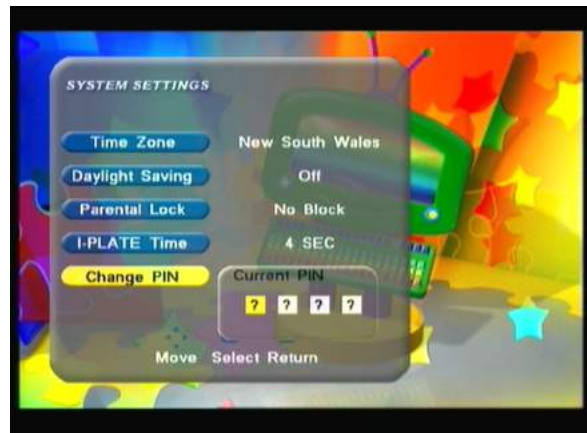 SYSTEM SETTINGS
Time Zone New South Wales
Daylight Saving Off
Parental Lock No Block
I-PLATE Time 4 SEC
Change PIN Current PIN
? ? ? ?
Move Select Return